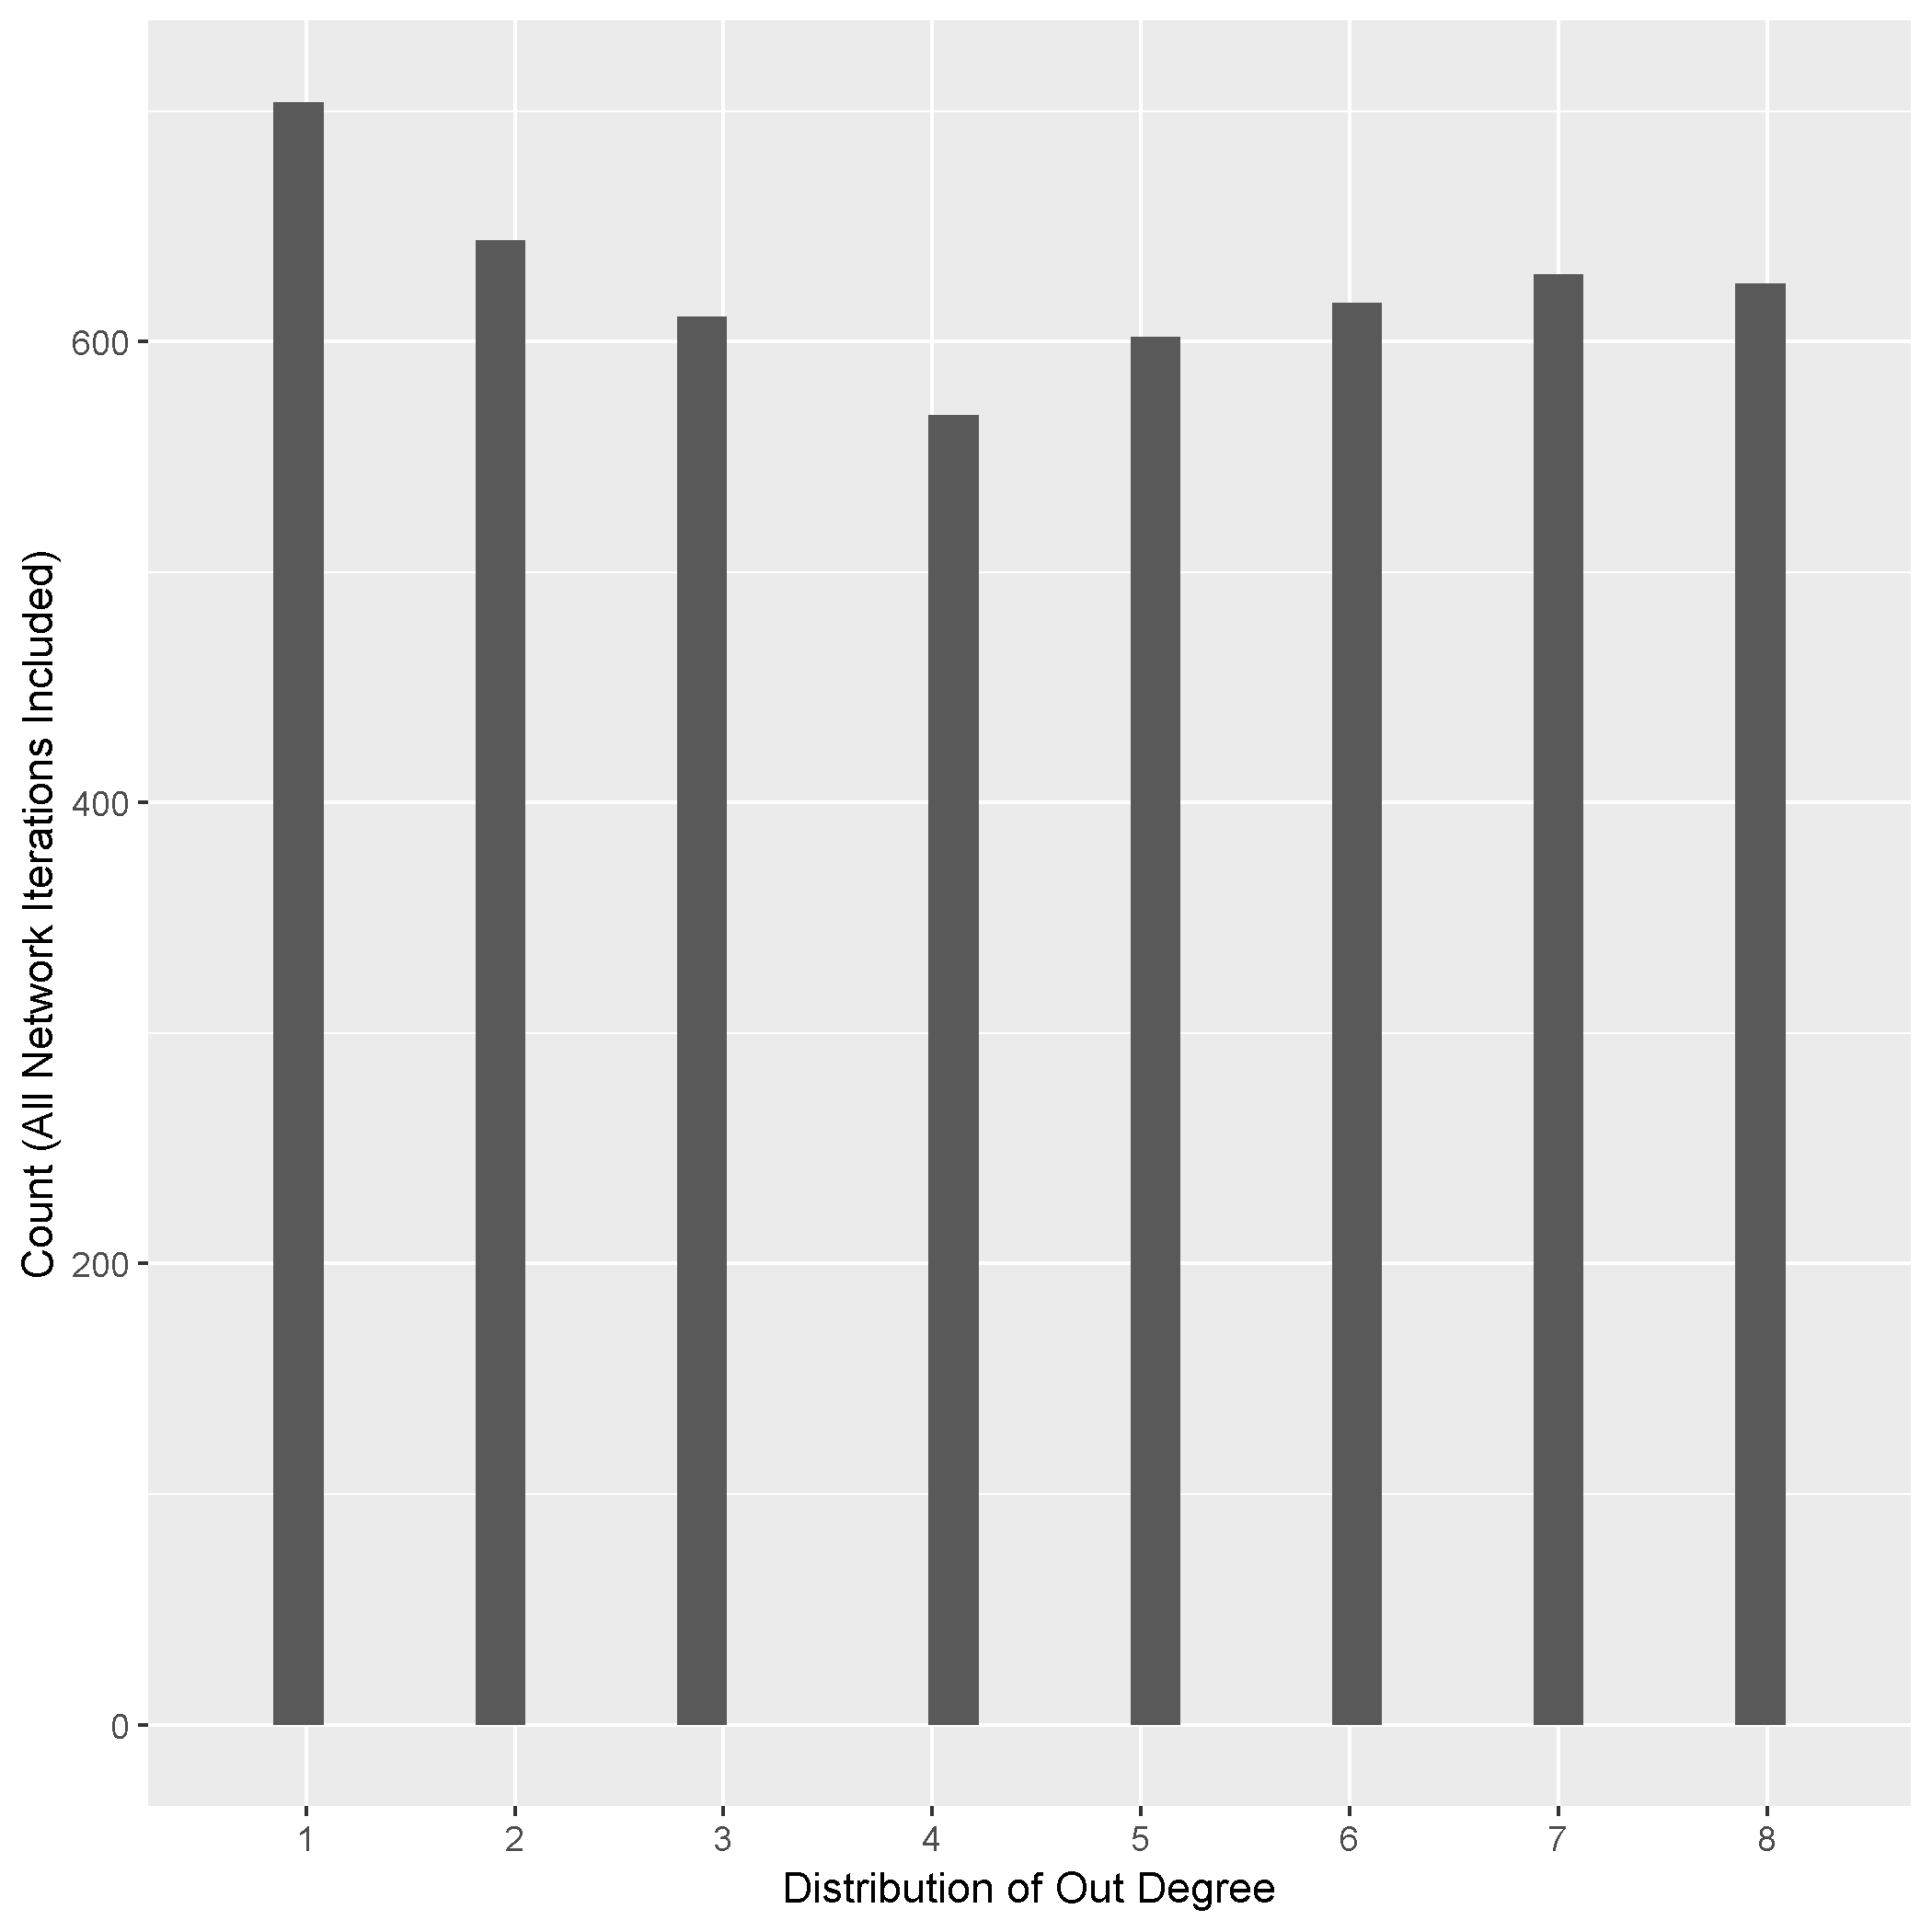 Count (All Network Iterations Included)
600
400
200
0
1 2 3 4 5 6 7 8
Distribution of Out Degree